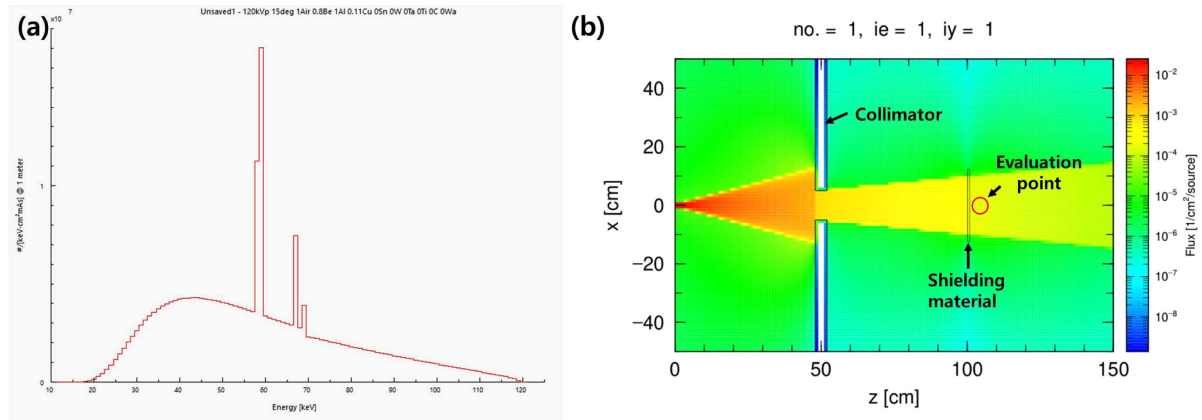 (a)
Unsaved1 - 120kVp 15deg 1Air 0.8Be 1Al 0.11Cu 0Sn 0W 0Ta 0Ti 0C 0Wa
x10 7
#/[keV-cm²mAs] @ 1 meter
1
0
10 20 30 40 50 60 70 80 90 100 110 120
Energy [keV]
(b)
no. = 1, ie = 1, iy = 1
x [cm]
40
20
0
−20
−40
0 50 100 150
z [cm]
Collimator
Evaluation
point
Shielding
material
10⁻²
10⁻³
10⁻⁴
10⁻⁵
10⁻⁶
10⁻⁷
10⁻⁸
Flux [1/cm²/source]